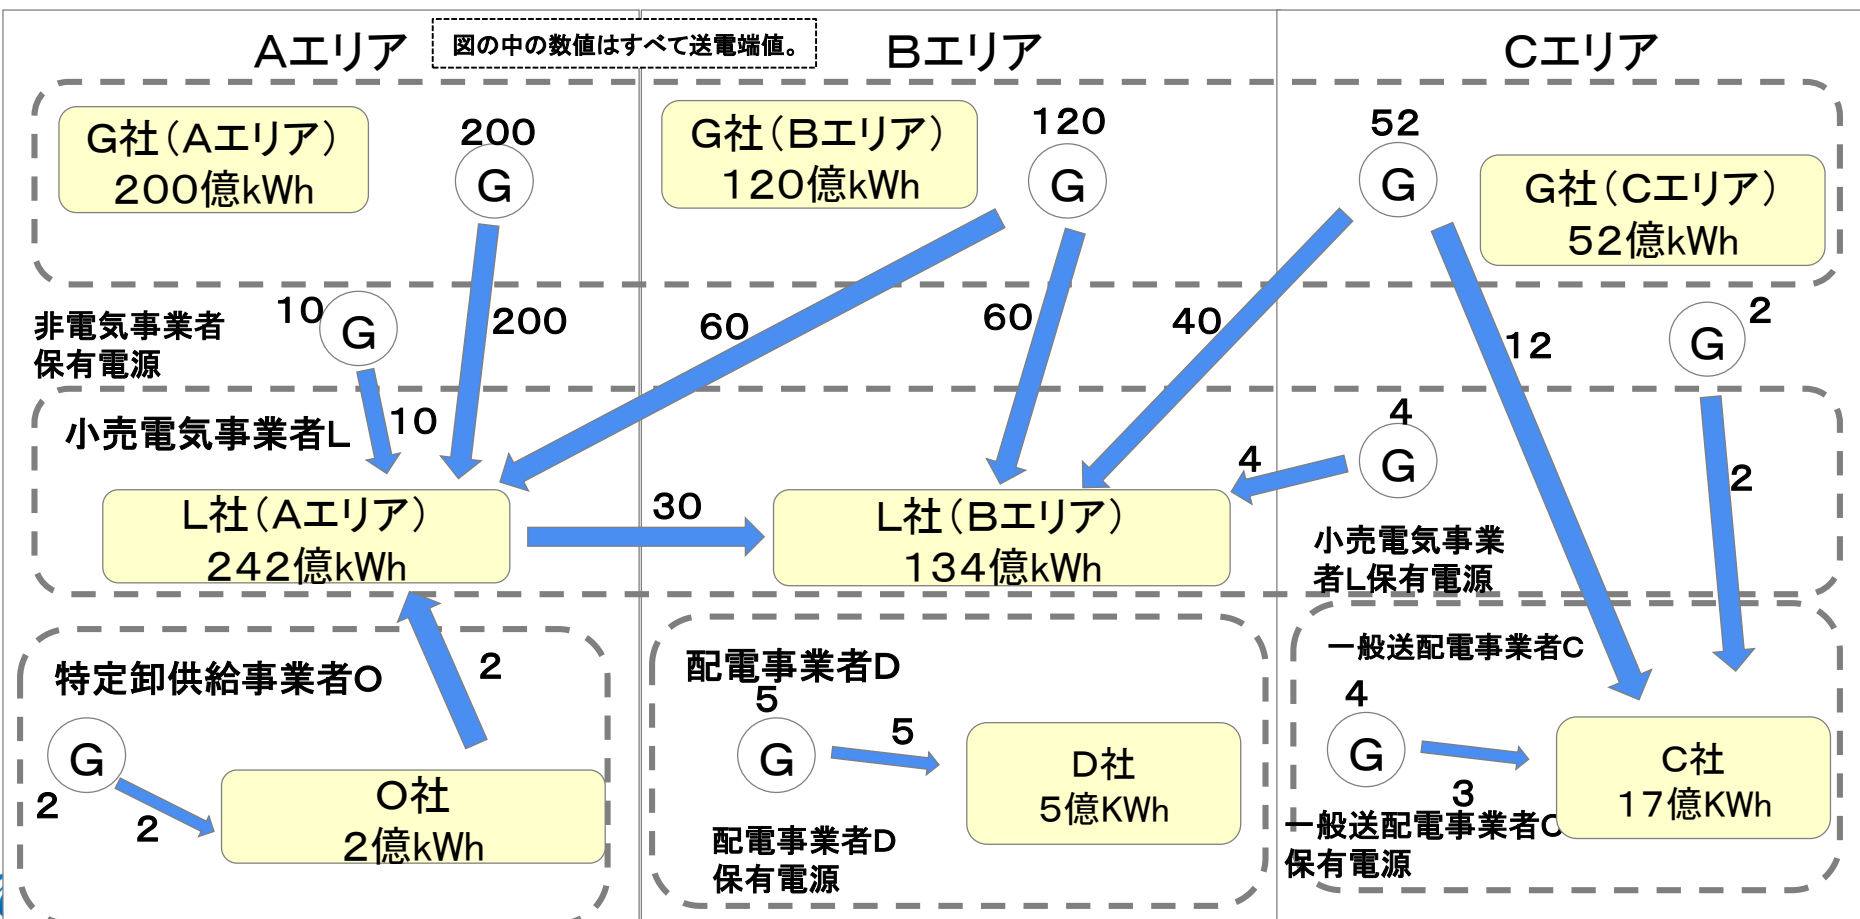 Aエリア
図の中の数値はすべて送電端値。
Bエリア
Cエリア
G社(Aエリア)
200億kWh
200
G
G社(Bエリア)
120億kWh
120
G
52
G
G社(Cエリア)
52億kWh
非電気事業者
保有電源
10
G
200
60
60
40
12
G
2
小売電気事業者L
10
4
G
4
2
L社(Aエリア)
242億kWh
30
L社(Bエリア)
134億kWh
小売電気事業
者L保有電源
特定卸供給事業者O
2
G
2
2
O社
2億kWh
配電事業者D
5
G
5
D社
5億KWh
配電事業者D
保有電源
一般送配電事業者C
4
G
3
C社
17億KWh
一般送配電事業者C
保有電源